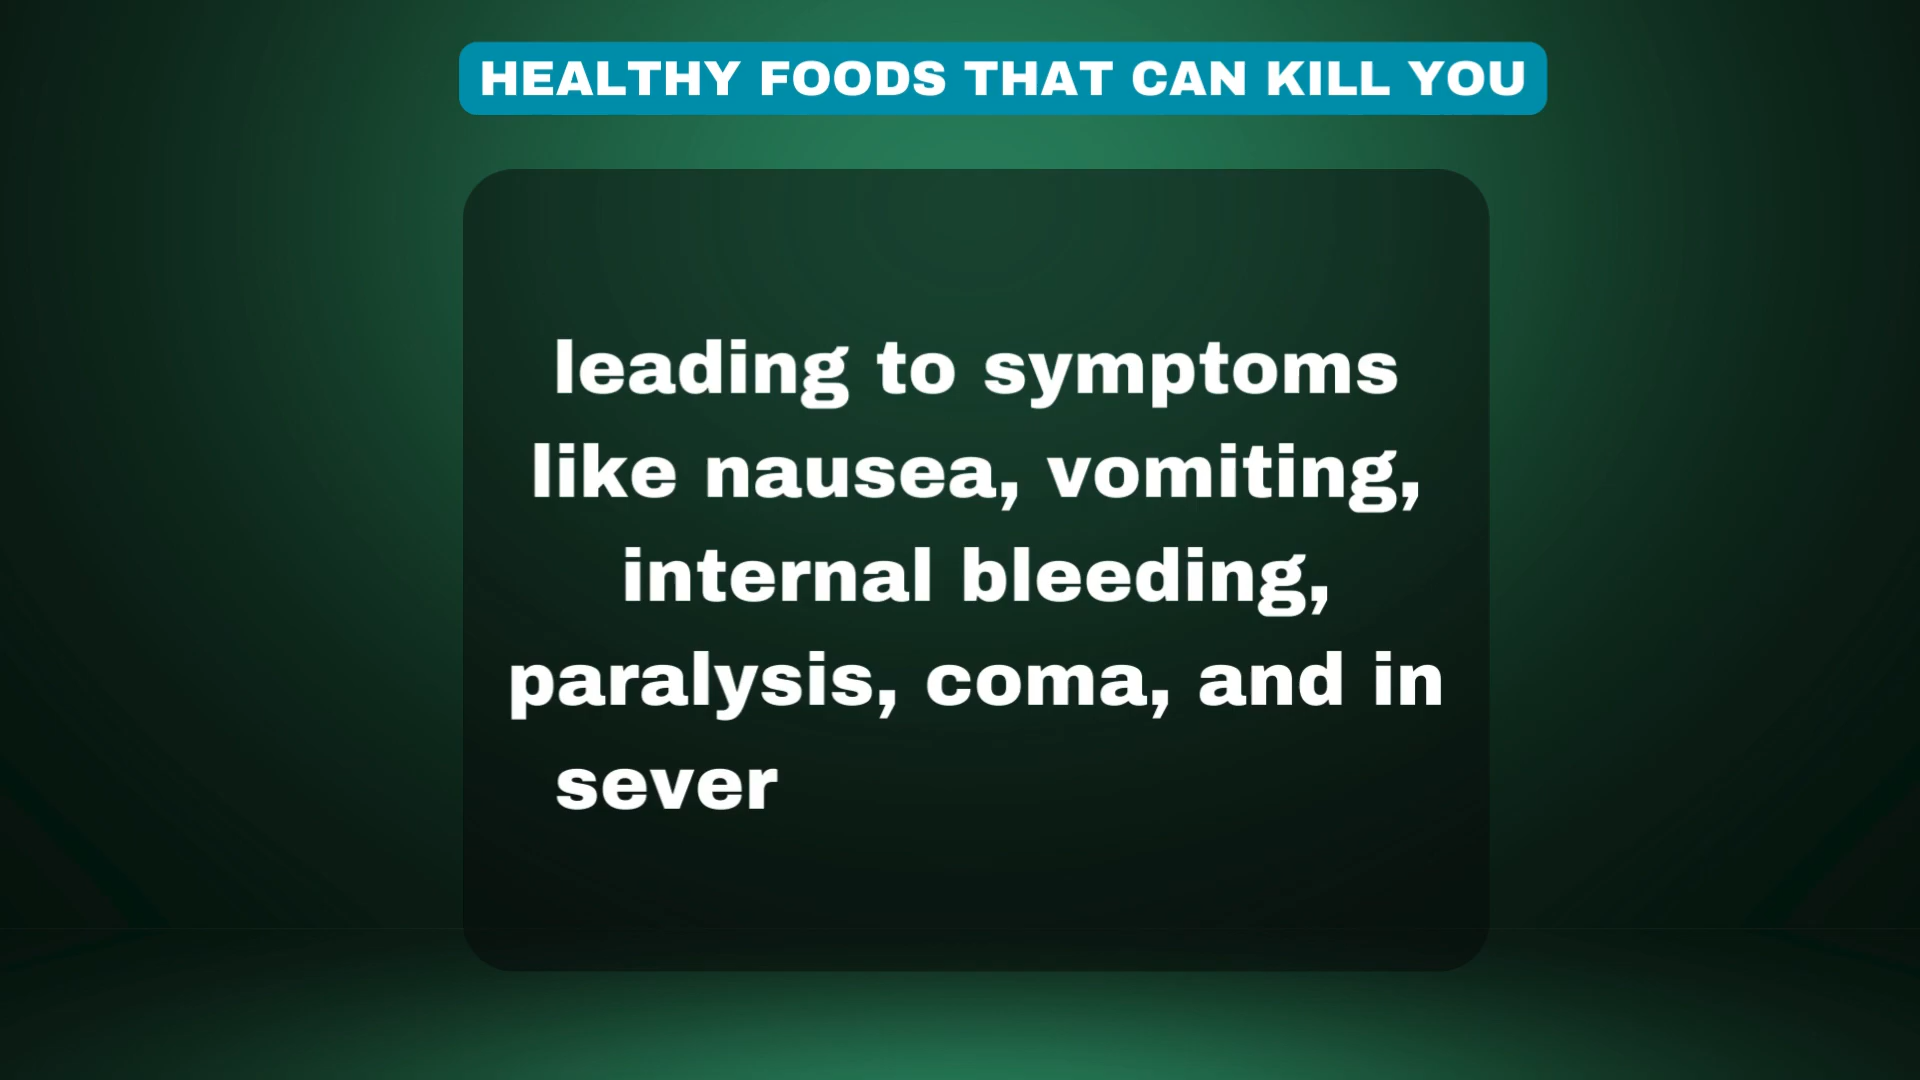 HEALTHY FOODS THAT CAN KILL YOU
leading to symptoms
like nausea, vomiting,
internal bleeding,
paralysis, coma, and in
sever